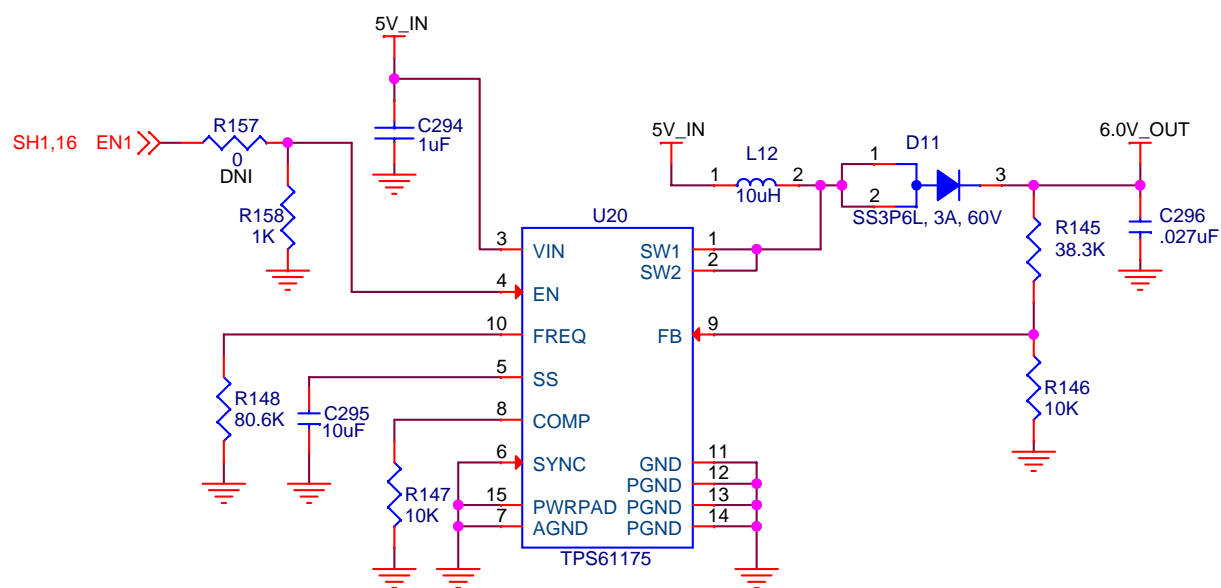 5V_IN
SH1,16 EN1
R157
0
DNI
R158
1K
C294
1uF
5V_IN
L12
1 2
10uH
D11
1
2
3
SS3P6L, 3A, 60V
6.0V_OUT
C296
.027uF
R145
38.3K
R146
10K
U20
3 VIN
4 EN
10 FREQ
5 SS
8 COMP
6 SYNC
15 PWRPAD
7 AGND
SW1 1
SW2 2
FB 9
GND 11
PGND 12
PGND 13
PGND 14
TPS61175
R148
80.6K
C295
10uF
R147
10K